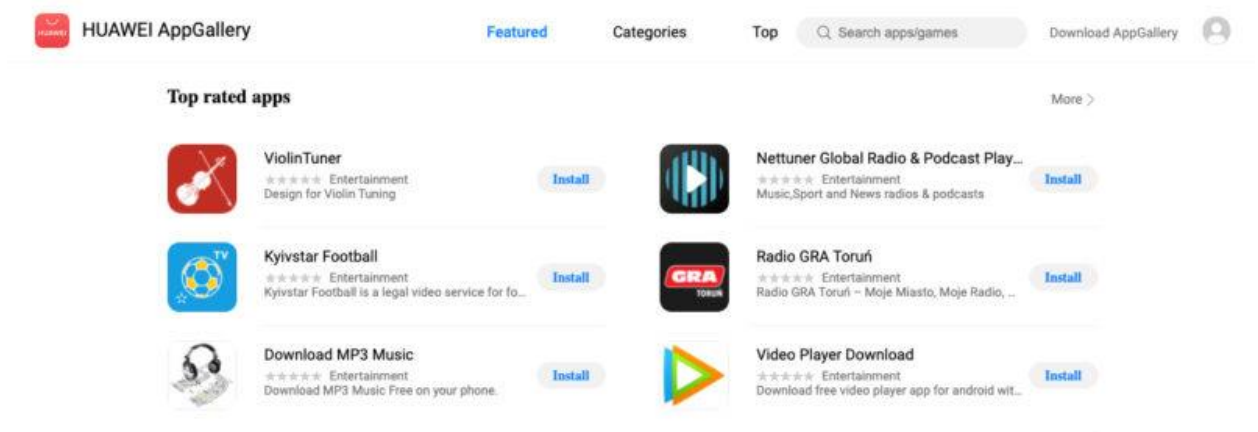 HUAWEI
HUAWEI AppGallery
Featured
Categories
Top
Search apps/games
Download AppGallery
Top rated apps
More
ViolinTuner
Entertainment
Design for Violin Tuning
Install
Nettuner Global Radio & Podcast Play...
Entertainment
Music,Sport and News radios & podcasts
Install
TV
Kyivstar Football
Entertainment
Kyivstar Football is a legal video service for fo...
Install
GRA
TORUŃ
Radio GRA Toruń
Entertainment
Radio GRA Toruń – Moje Miasto, Moje Radio, ...
Install
Download MP3 Music
Entertainment
Download MP3 Music Free on your phone.
Install
Video Player Download
Entertainment
Download free video player app for android wit...
Install